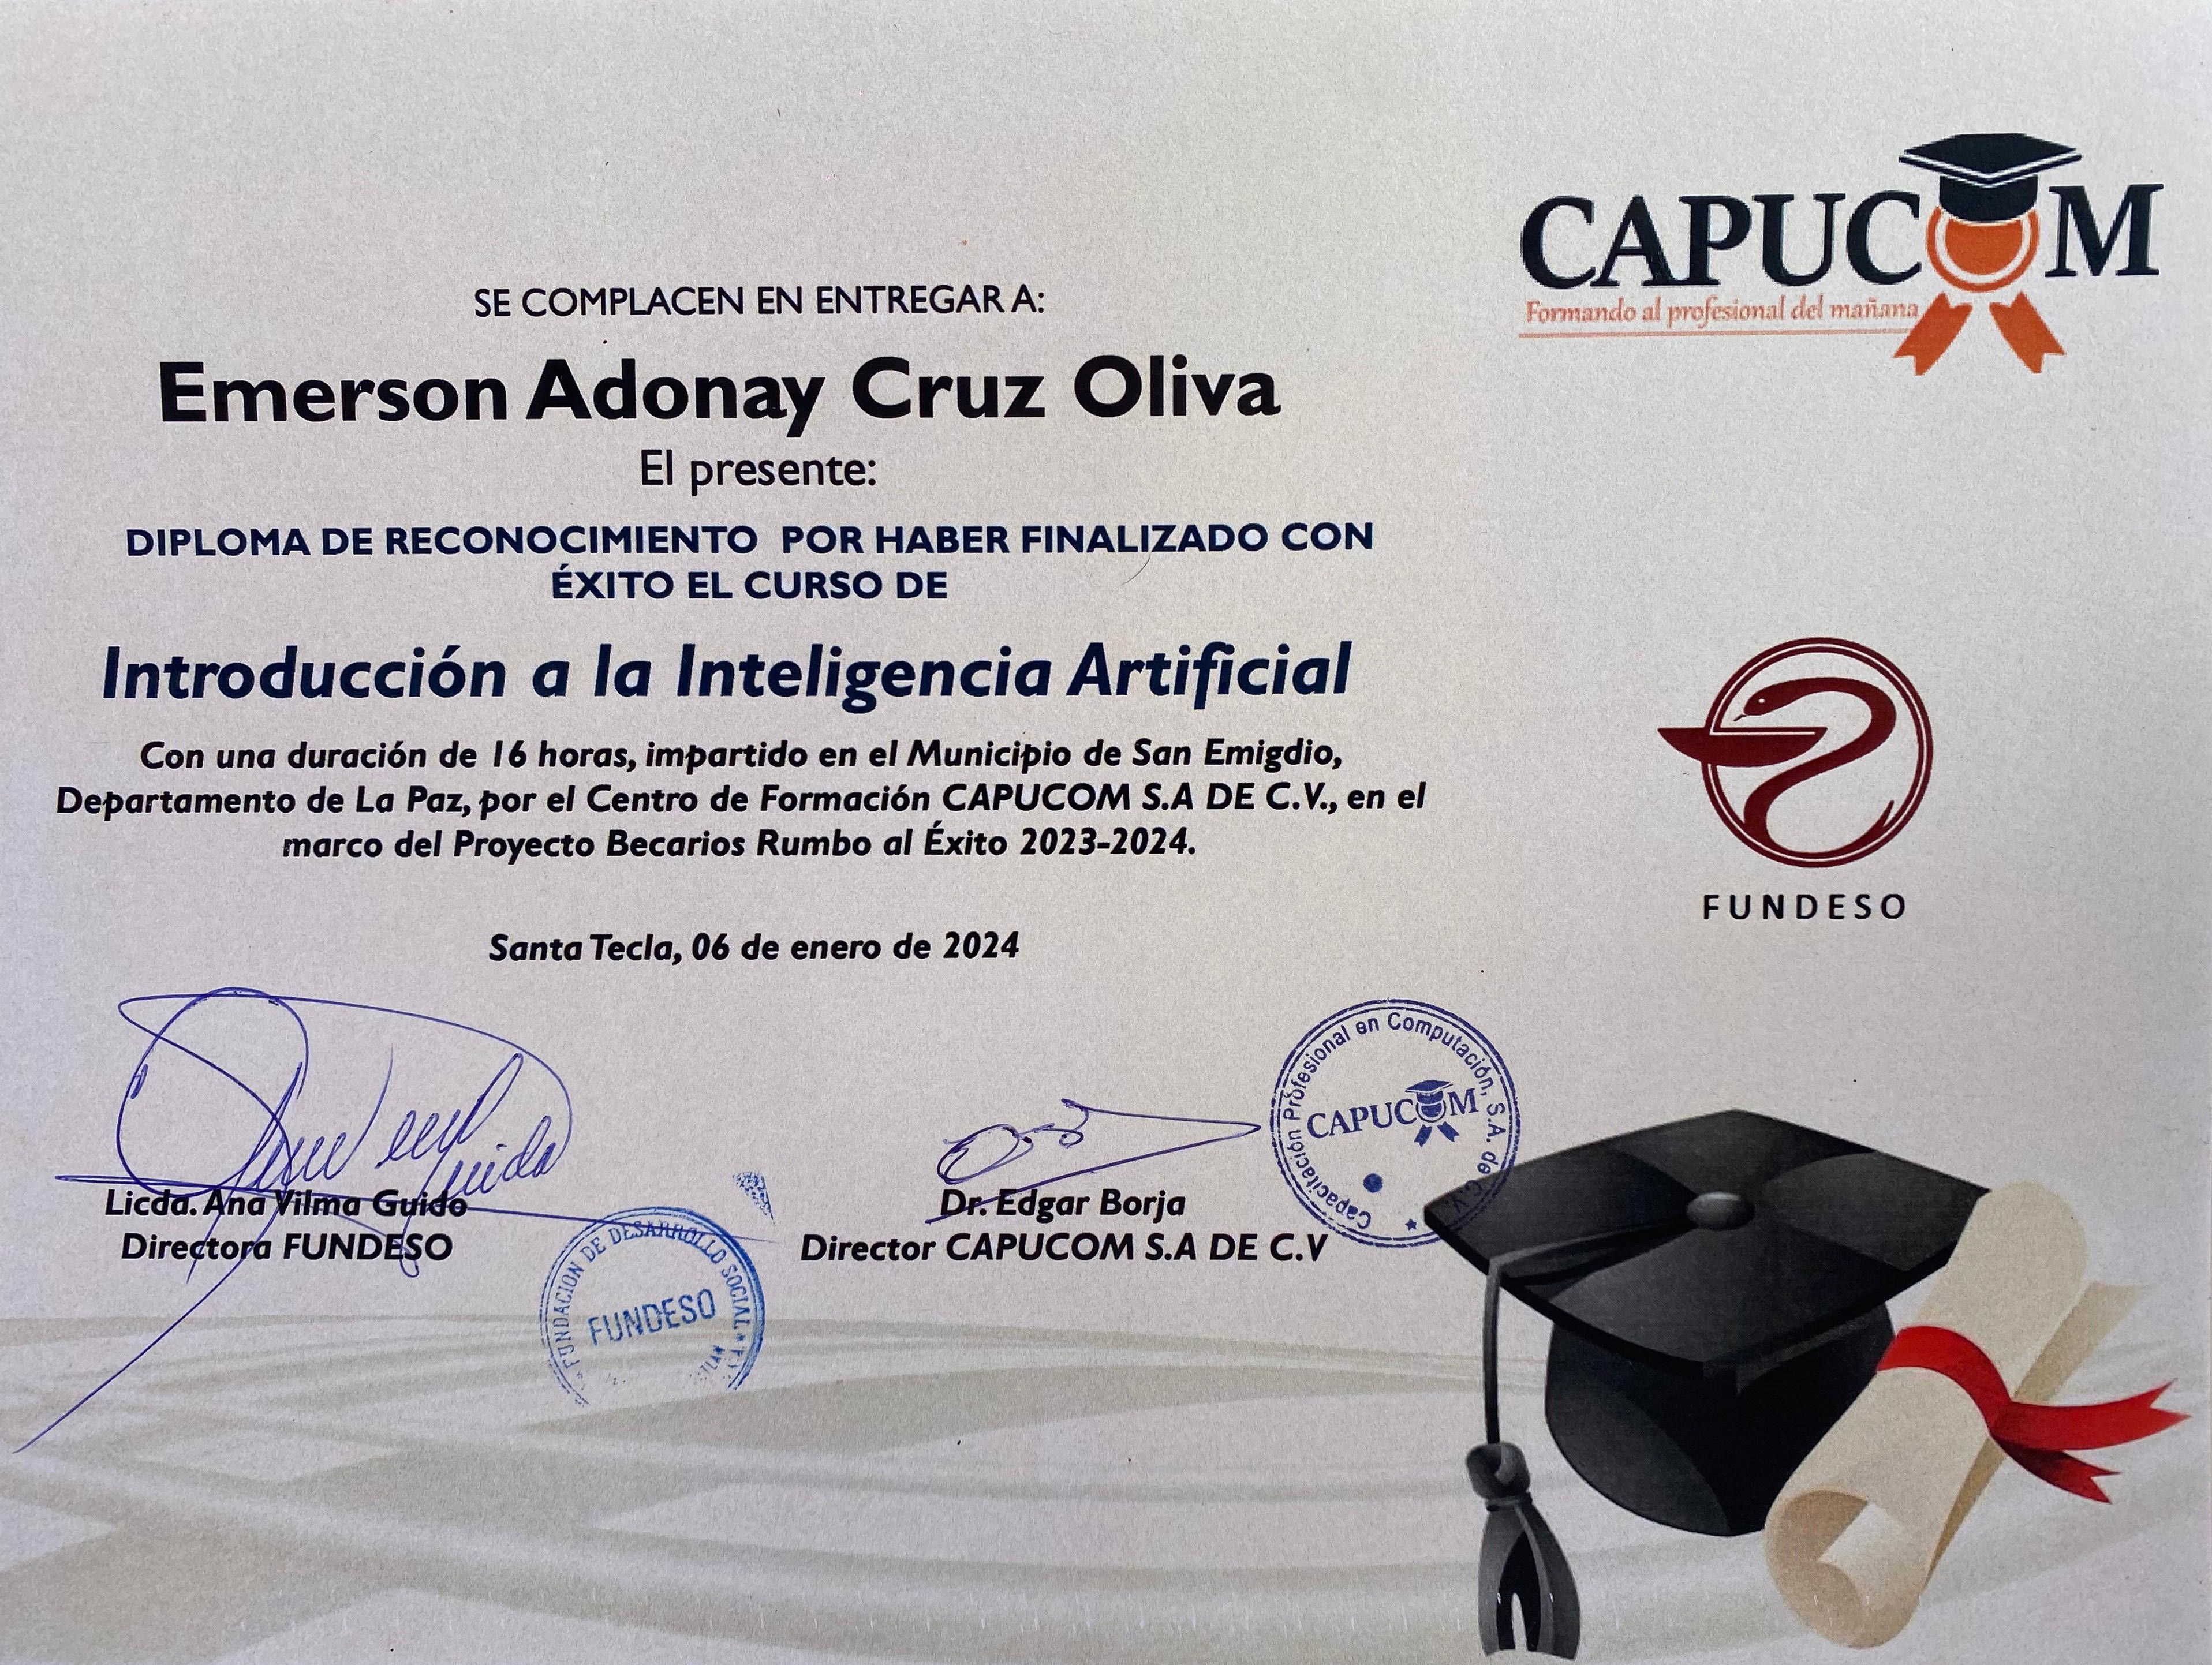 CAPUCOM
Formando al profesional del mañana
SE COMPLACEN EN ENTREGAR A:
Emerson Adonay Cruz Oliva
El presente:
DIPLOMA DE RECONOCIMIENTO POR HABER FINALIZADO CON
ÉXITO EL CURSO DE
Introducción a la Inteligencia Artificial
Con una duración de 16 horas, impartido en el Municipio de San Emigdio,
Departamento de La Paz, por el Centro de Formación CAPUCOM S.A DE C.V., en el
marco del Proyecto Becarios Rumbo al Éxito 2023-2024.
FUNDESO
Santa Tecla, 06 de enero de 2024
Licda. Ana Vilma Guido
Directora FUNDESO
FUNDACION DE DESARROLLO SOCIAL
FUNDESO
Dr. Edgar Borja
Director CAPUCOM S.A DE C.V
Capacitación Profesional en Computación, S.A. de C.V.
CAPUCOM